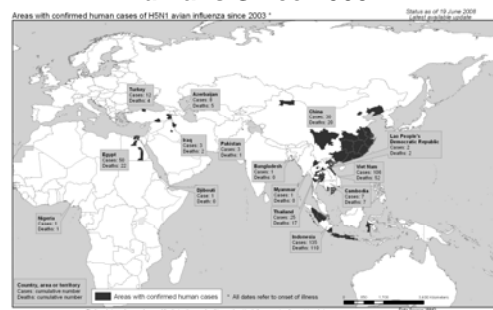 Areas with confirmed human cases of H5N1 avian influenza since 2003 *
Status as of 19 June 2008
Latest available update
Turkey
Cases: 12
Deaths: 4
Azerbaijan
Cases: 8
Deaths: 5
China
Cases: 30
Deaths: 20
Iraq
Cases: 3
Deaths: 2
Pakistan
Cases: 3
Deaths: 1
Lao People's
Democratic Republic
Cases: 2
Deaths: 2
Egypt
Cases: 50
Deaths: 22
Bangladesh
Cases: 1
Deaths: 0
Viet Nam
Cases: 106
Deaths: 52
Djibouti
Case: 1
Death: 0
Myanmar
Cases: 1
Deaths: 0
Cambodia
Cases: 7
Deaths: 7
Nigeria
Cases: 1
Deaths: 1
Thailand
Cases: 25
Deaths: 17
Indonesia
Cases: 135
Deaths: 110
Country, area or territory
Cases: cumulative number
Deaths: cumulative number
Areas with confirmed human cases
* All dates refer to onset of illness